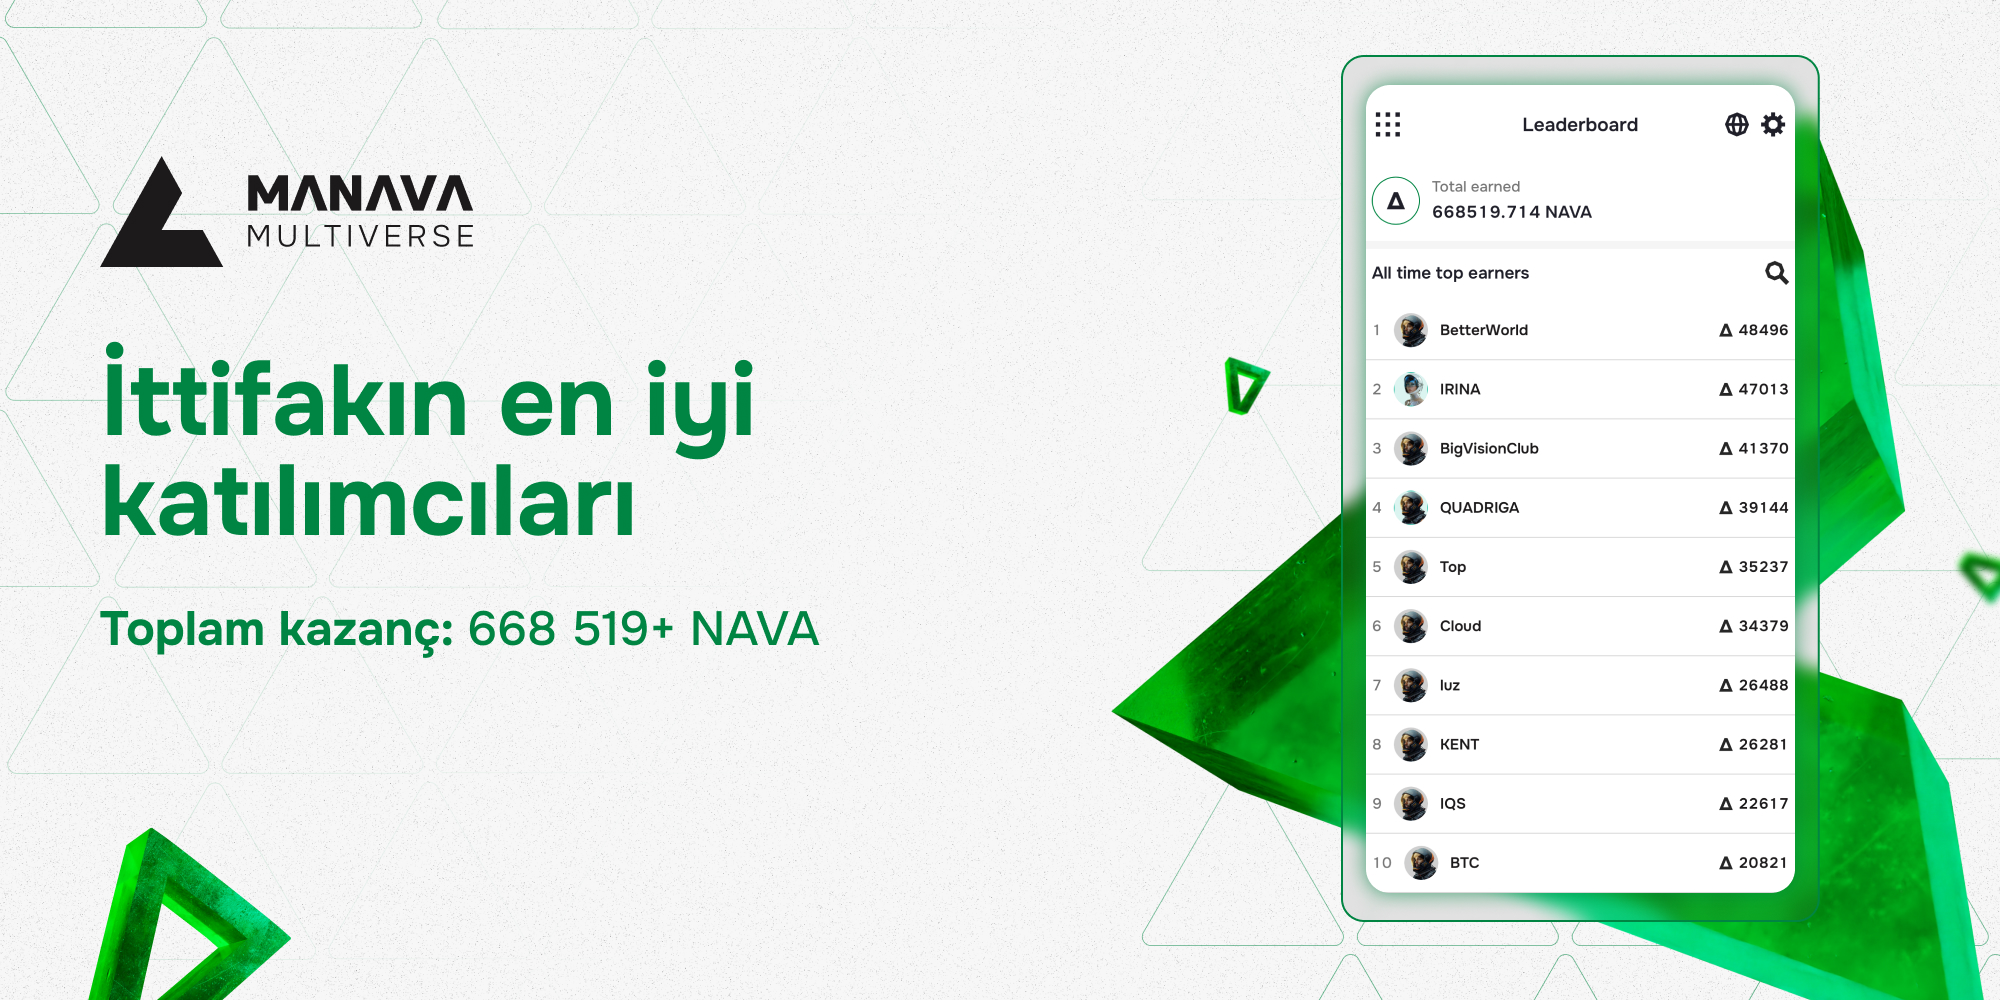 MANAVA
MULTIVERSE
İttifakın en iyi
katılımcıları
Toplam kazanç: 668 519+ NAVA
Leaderboard
Total earned
668519.714 NAVA
All time top earners
1 BetterWorld 48496
2 IRINA 47013
3 BigVisionClub 41370
4 QUADRIGA 39144
5 Top 35237
6 Cloud 34379
7 luz 26488
8 KENT 26281
9 IQS 22617
10 BTC 20821